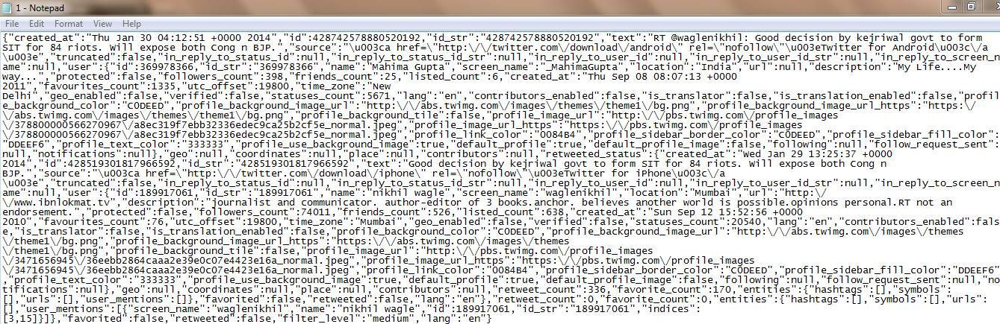 1 - Notepad
File Edit Format View Help
{"created_at":"Thu Jan 30 04:12:51 +0000 2014","id":428742578880520192,"id_str":"428742578880520192","text":"RT @waglenikhil: Good decision by kejriwal govt to form
SIT for 84 riots. Will expose both Cong n BJP.","source":"\u003ca href=\"http:\/\/twitter.com\/download\/android\" rel=\"nofollow\"\u003eTwitter for Android\u003c\/a
\u003e","truncated":false,"in_reply_to_status_id":null,"in_reply_to_status_id_str":null,"in_reply_to_user_id":null,"in_reply_to_user_id_str":null,"in_reply_to_screen_n
ame":null,"user":{"id":369978366,"id_str":"369978366","name":"Mahima Gupta","screen_name":"_MahimaGupta","location":"India","url":null,"description":"My Life....My
way...","protected":false,"followers_count":398,"friends_count":25,"listed_count":6,"created_at":"Thu Sep 08 08:07:13 +0000
2011","favourites_count":1335,"utc_offset":19800,"time_zone":"New
Delhi","geo_enabled":false,"verified":false,"statuses_count":5671,"lang":"en","contributors_enabled":false,"is_translator":false,"is_translation_enabled":false,"profil
e_background_color":"C0DEED","profile_background_image_url":"http:\/\/abs.twimg.com\/images\/themes\/theme1\/bg.png","profile_background_image_url_https":"https:\/
\/abs.twimg.com\/images\/themes\/theme1\/bg.png","profile_background_tile":false,"profile_image_url":"http:\/\/pbs.twimg.com\/profile_images
\/378800000566270967\/a8ec319f7ebb32336edec9ca25b2cf5e_normal.jpeg","profile_image_url_https":"https:\/\/pbs.twimg.com\/profile_images
\/378800000566270967\/a8ec319f7ebb32336edec9ca25b2cf5e_normal.jpeg","profile_link_color":"0084B4","profile_sidebar_border_color":"C0DEED","profile_sidebar_fill_color":
"DDEEF6","profile_text_color":"333333","profile_use_background_image":true,"default_profile":true,"default_profile_image":false,"following":null,"follow_request_sent":
null,"notifications":null},"geo":null,"coordinates":null,"place":null,"contributors":null,"retweeted_status":{"created_at":"Wed Jan 29 13:25:37 +0000
2014","id":428519301817966592,"id_str":"428519301817966592","text":"Good decision by kejriwal govt to form SIT for 84 riots. Will expose both Cong n
BJP.","source":"\u003ca href=\"http:\/\/twitter.com\/download\/iphone\" rel=\"nofollow\"\u003eTwitter for iPhone\u003c\/a
\u003e","truncated":false,"in_reply_to_status_id":null,"in_reply_to_status_id_str":null,"in_reply_to_user_id":null,"in_reply_to_user_id_str":null,"in_reply_to_screen_n
ame":null,"user":{"id":189917061,"id_str":"189917061","name":"nikhil wagle","screen_name":"waglenikhil","location":"Mumbai","url":"http:\/
\/www.ibnlokmat.tv","description":"journalist and communicator. author-editor of 3 books.anchor. believes another world is possible.opinions personal.RT not an
endorsement.","protected":false,"followers_count":74011,"friends_count":526,"listed_count":638,"created_at":"Sun Sep 12 15:52:56 +0000
2010","favourites_count":76,"utc_offset":19800,"time_zone":"Mumbai","geo_enabled":false,"verified":false,"statuses_count":20540,"lang":"en","contributors_enabled":fals
e,"is_translator":false,"is_translation_enabled":false,"profile_background_color":"C0DEED","profile_background_image_url":"http:\/\/abs.twimg.com\/images\/themes
\/theme1\/bg.png","profile_background_image_url_https":"https:\/\/abs.twimg.com\/images\/themes
\/theme1\/bg.png","profile_background_tile":false,"profile_image_url":"http:\/\/pbs.twimg.com\/profile_images
\/3471656945\/36eebb2864caaa2e39e0c07e4423e16a_normal.jpeg","profile_image_url_https":"https:\/\/pbs.twimg.com\/profile_images
\/3471656945\/36eebb2864caaa2e39e0c07e4423e16a_normal.jpeg","profile_link_color":"0084B4","profile_sidebar_border_color":"C0DEED","profile_sidebar_fill_color":"DDEEF6"
,"profile_text_color":"333333","profile_use_background_image":true,"default_profile":true,"default_profile_image":false,"following":null,"follow_request_sent":null,"no
tifications":null},"geo":null,"coordinates":null,"place":null,"contributors":null,"retweet_count":336,"favorite_count":170,"entities":{"hashtags":[],"symbols":
[],"urls":[],"user_mentions":[]},"favorited":false,"retweeted":false,"lang":"en"},"retweet_count":0,"favorite_count":0,"entities":{"hashtags":[],"symbols":[],"urls":
[],"user_mentions":[{"screen_name":"waglenikhil","name":"nikhil wagle","id":189917061,"id_str":"189917061","indices":
[3,15]}]},"favorited":false,"retweeted":false,"filter_level":"medium","lang":"en"}